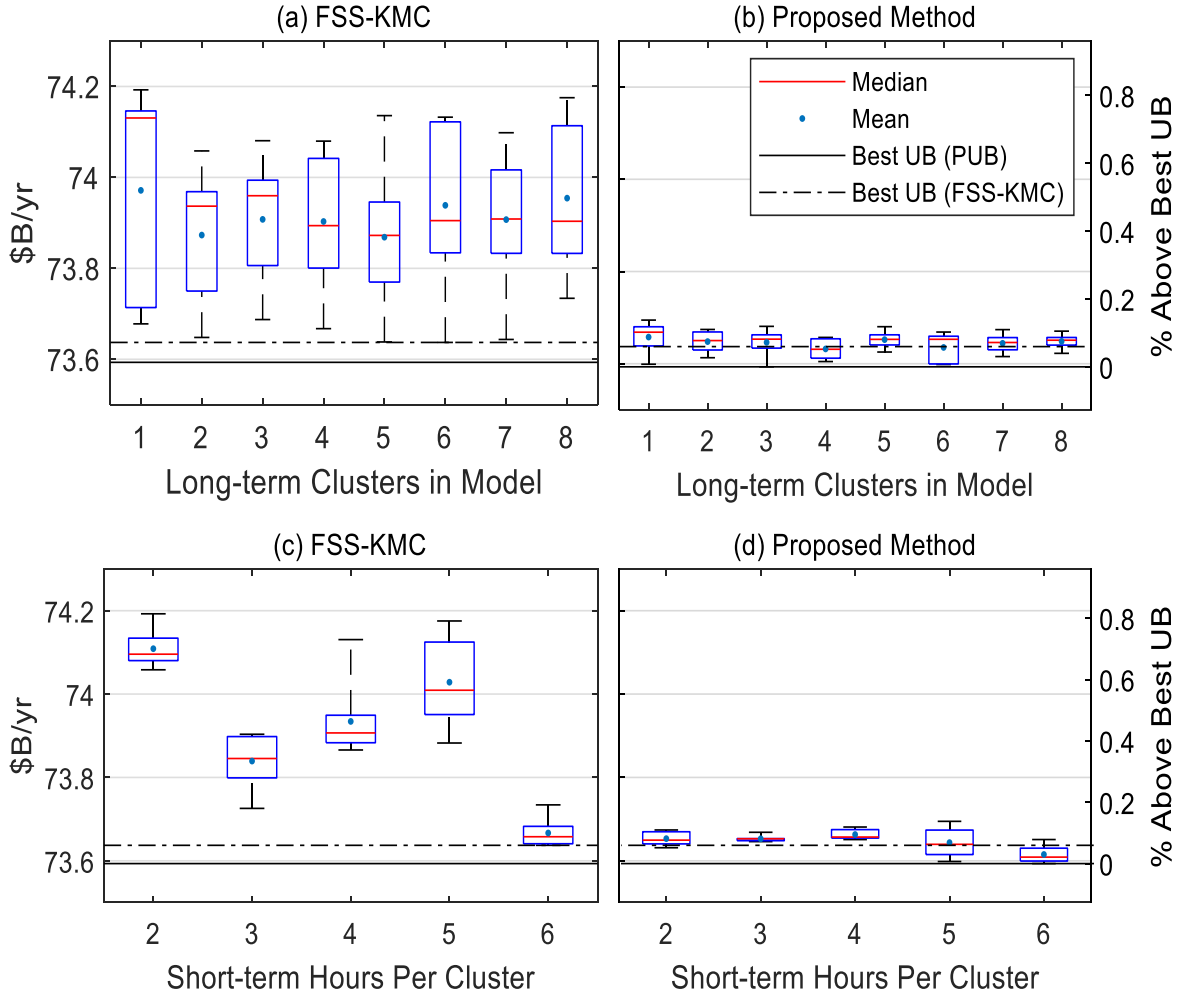 (a) FSS-KMC
(b) Proposed Method
74.2
74
73.8
73.6
$B/yr
1 2 3 4 5 6 7 8
Long-term Clusters in Model
Median
Mean
Best UB (PUB)
Best UB (FSS-KMC)
0.8
0.6
0.4
0.2
0
% Above Best UB
1 2 3 4 5 6 7 8
Long-term Clusters in Model
(c) FSS-KMC
(d) Proposed Method
74.2
74
73.8
73.6
$B/yr
2 3 4 5 6
Short-term Hours Per Cluster
0.8
0.6
0.4
0.2
0
% Above Best UB
2 3 4 5 6
Short-term Hours Per Cluster